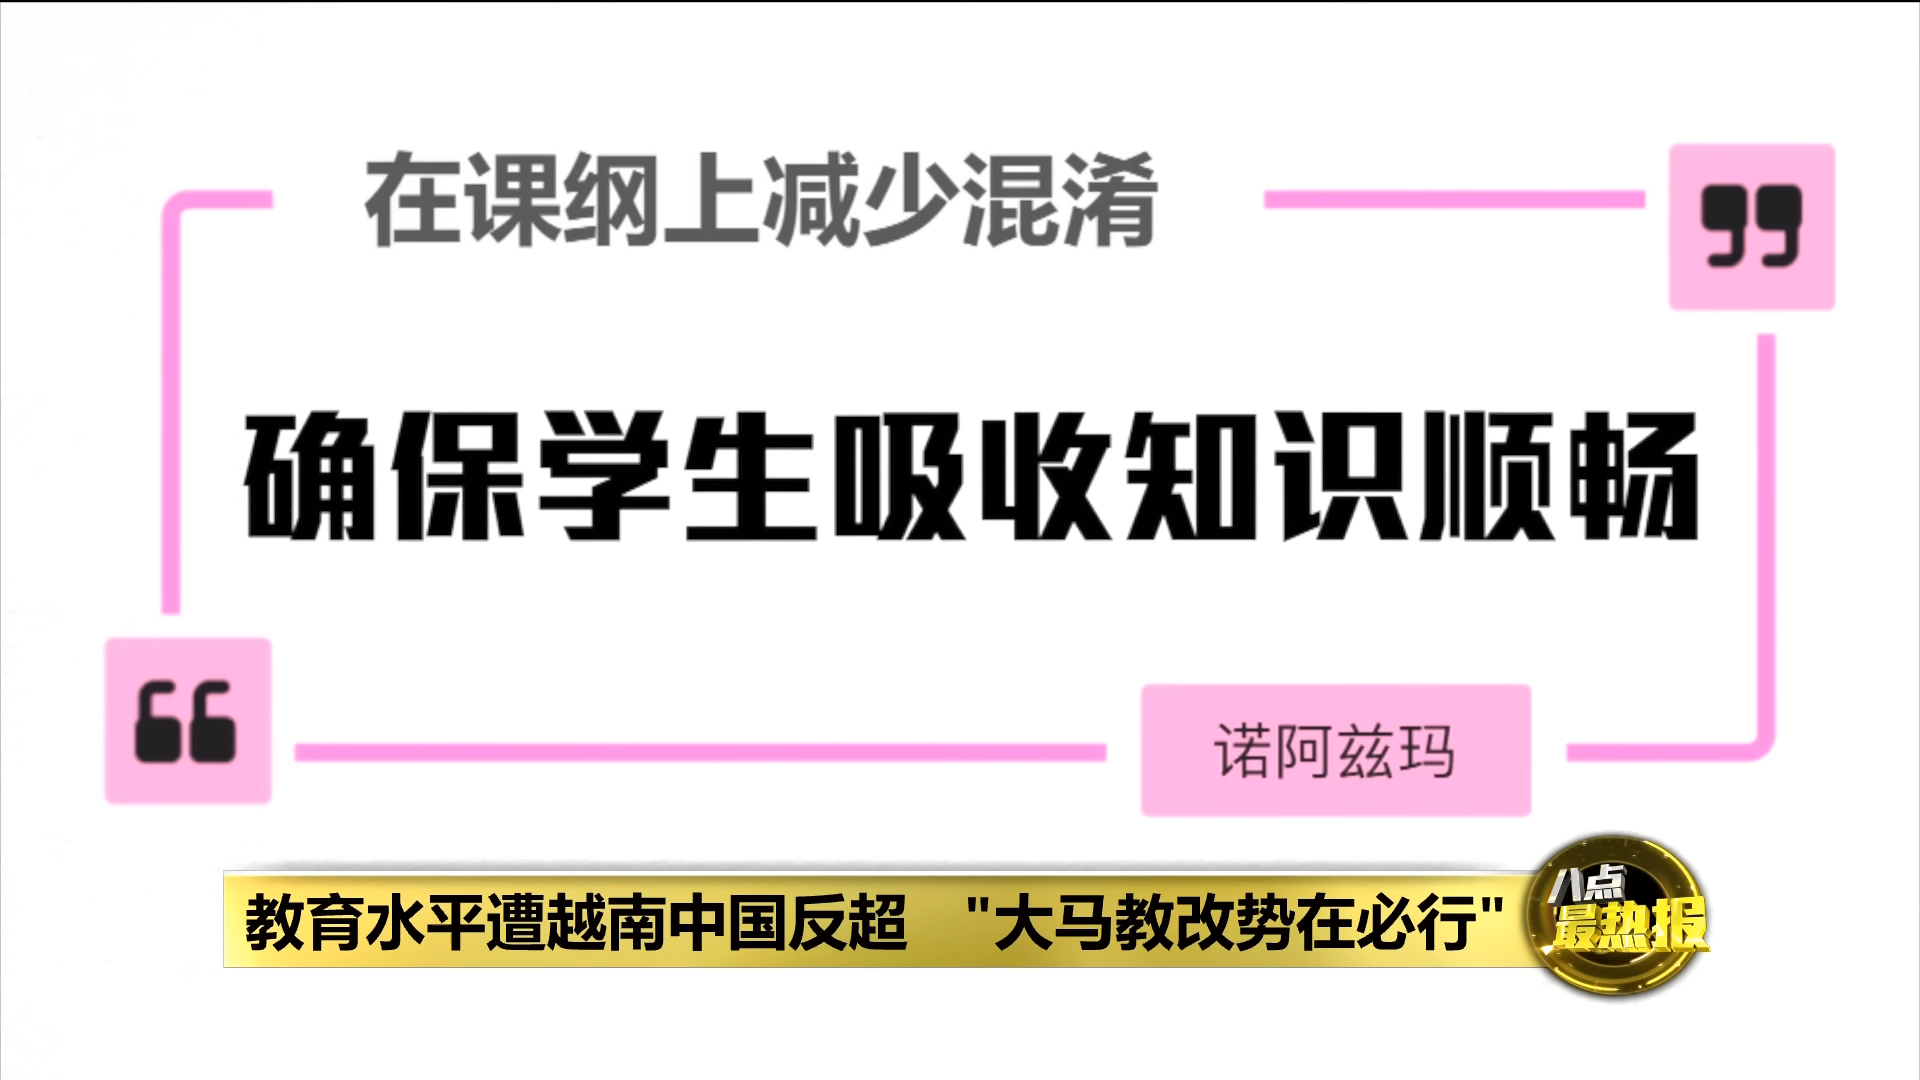 在课纲上减少混淆
确保学生吸收知识顺畅
诺阿兹玛
教育水平遭越南中国反超 "大马教改势在必行"
八点
最热报